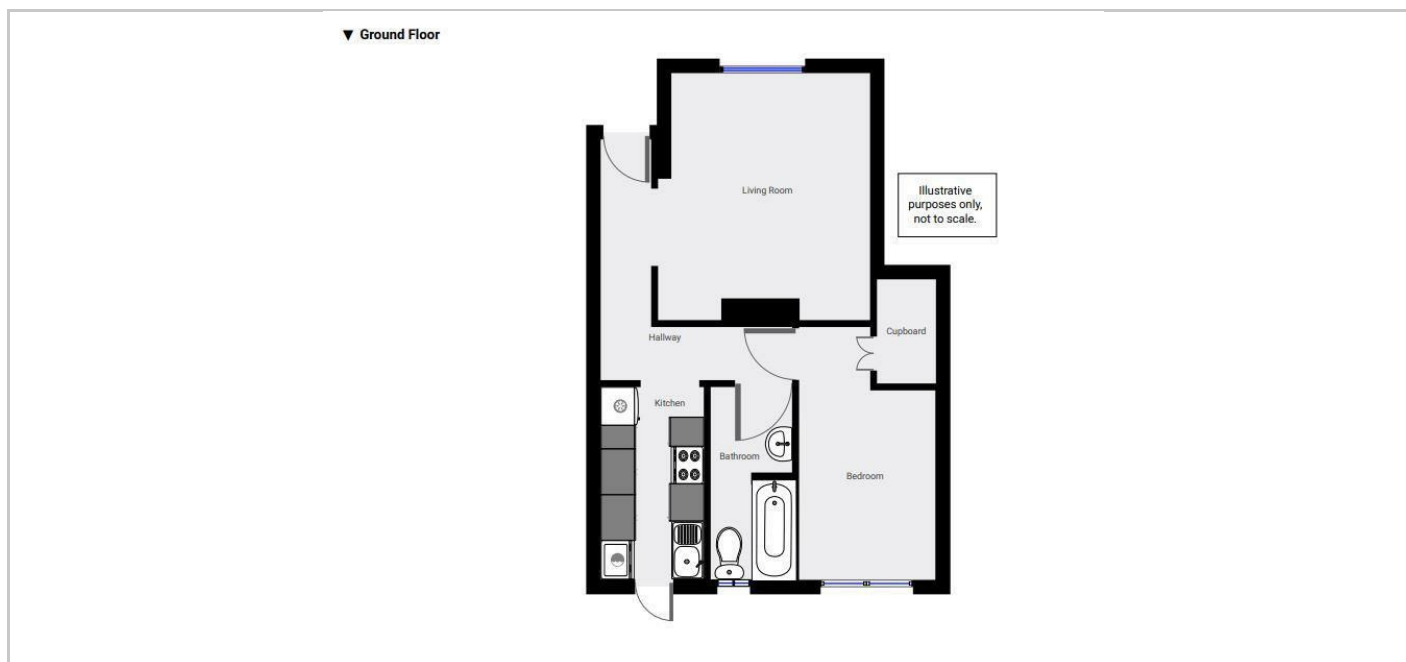 ▼ Ground Floor
Living Room
Illustrative
purposes only,
not to scale.
Cupboard
Hallway
Kitchen
Bathroom
Bedroom